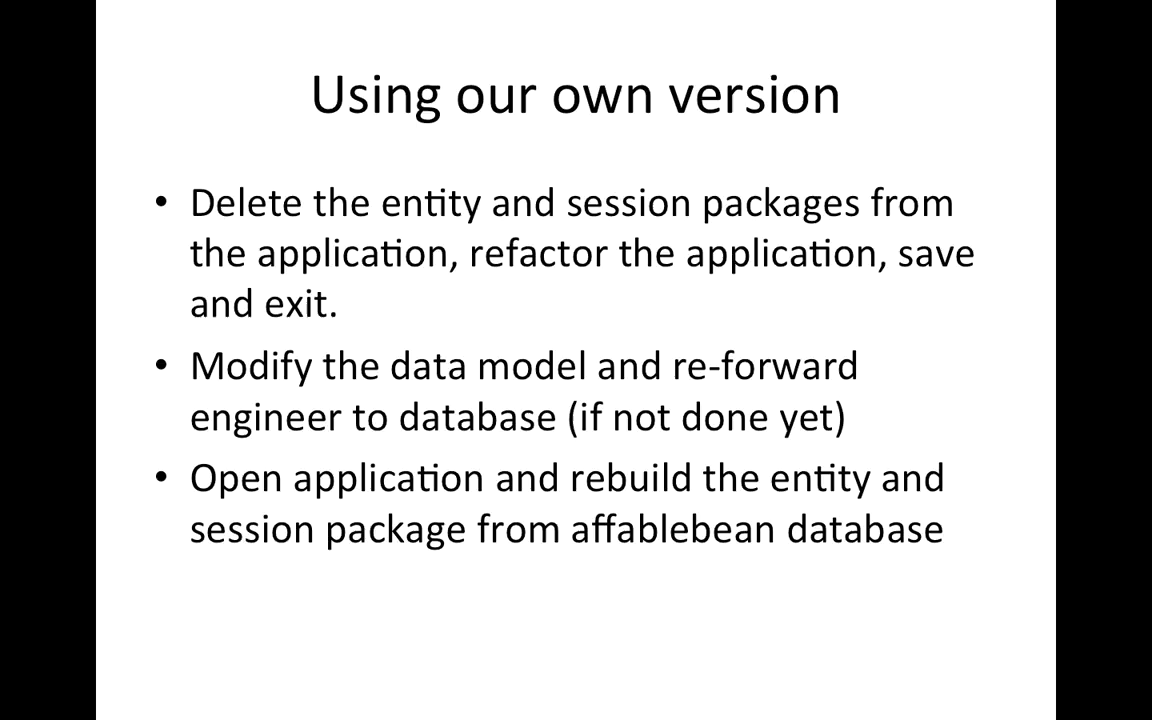 Using our own version
• Delete the entity and session packages from
the application, refactor the application, save
and exit.
• Modify the data model and re-forward
engineer to database (if not done yet)
• Open application and rebuild the entity and
session package from affablebean database